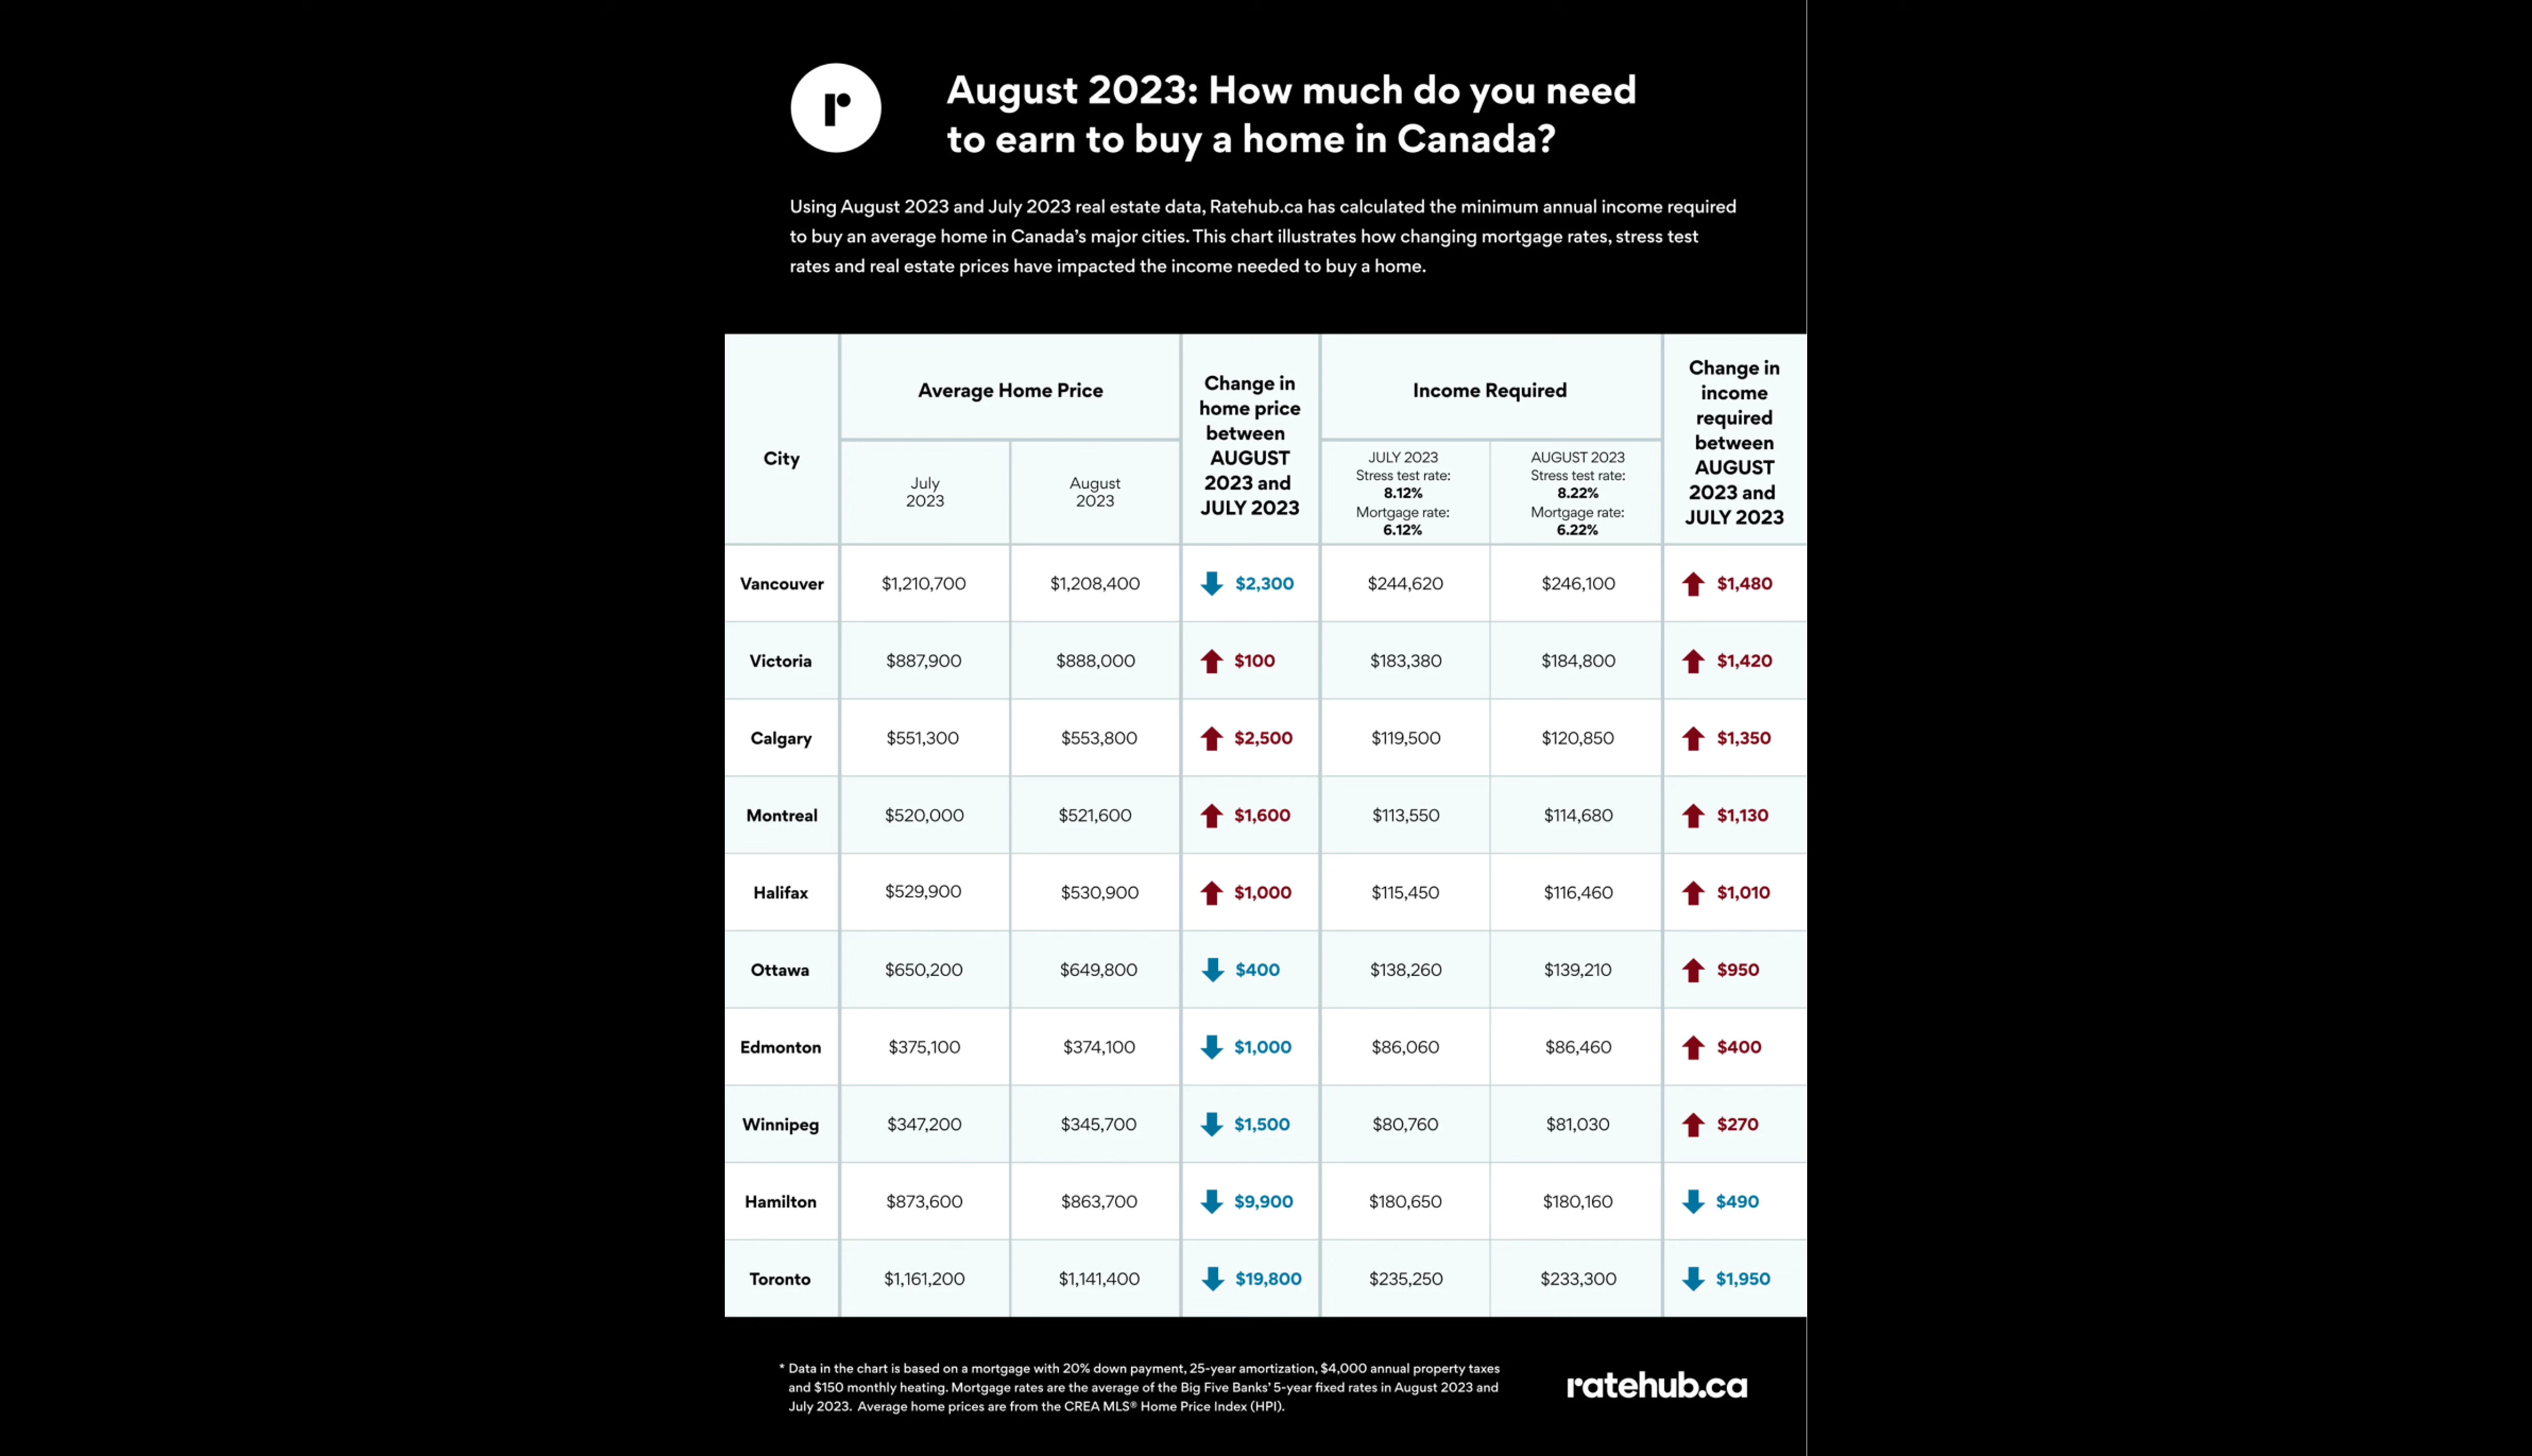 r
August 2023: How much do you need
to earn to buy a home in Canada?
Using August 2023 and July 2023 real estate data, Ratehub.ca has calculated the minimum annual income required
to buy an average home in Canada's major cities. This chart illustrates how changing mortgage rates, stress test
rates and real estate prices have impacted the income needed to buy a home.
City
Average Home Price
July
2023
August
2023
Change in
home price
between
AUGUST
2023 and
JULY 2023
Income Required
JULY 2023
Stress test rate:
8.12%
Mortgage rate:
6.12%
AUGUST 2023
Stress test rate:
8.22%
Mortgage rate:
6.22%
Change in
income
required
between
AUGUST
2023 and
JULY 2023
Vancouver $1,210,700 $1,208,400 $2,300 $244,620 $246,100 $1,480
Victoria $887,900 $888,000 $100 $183,380 $184,800 $1,420
Calgary $551,300 $553,800 $2,500 $119,500 $120,850 $1,350
Montreal $520,000 $521,600 $1,600 $113,550 $114,680 $1,130
Halifax $529,900 $530,900 $1,000 $115,450 $116,460 $1,010
Ottawa $650,200 $649,800 $400 $138,260 $139,210 $950
Edmonton $375,100 $374,100 $1,000 $86,060 $86,460 $400
Winnipeg $347,200 $345,700 $1,500 $80,760 $81,030 $270
Hamilton $873,600 $863,700 $9,900 $180,650 $180,160 $490
Toronto $1,161,200 $1,141,400 $19,800 $235,250 $233,300 $1,950
* Data in the chart is based on a mortgage with 20% down payment, 25-year amortization, $4,000 annual property taxes
and $150 monthly heating. Mortgage rates are the average of the Big Five Banks' 5-year fixed rates in August 2023 and
July 2023. Average home prices are from the CREA MLS® Home Price Index (HPI).
ratehub.ca